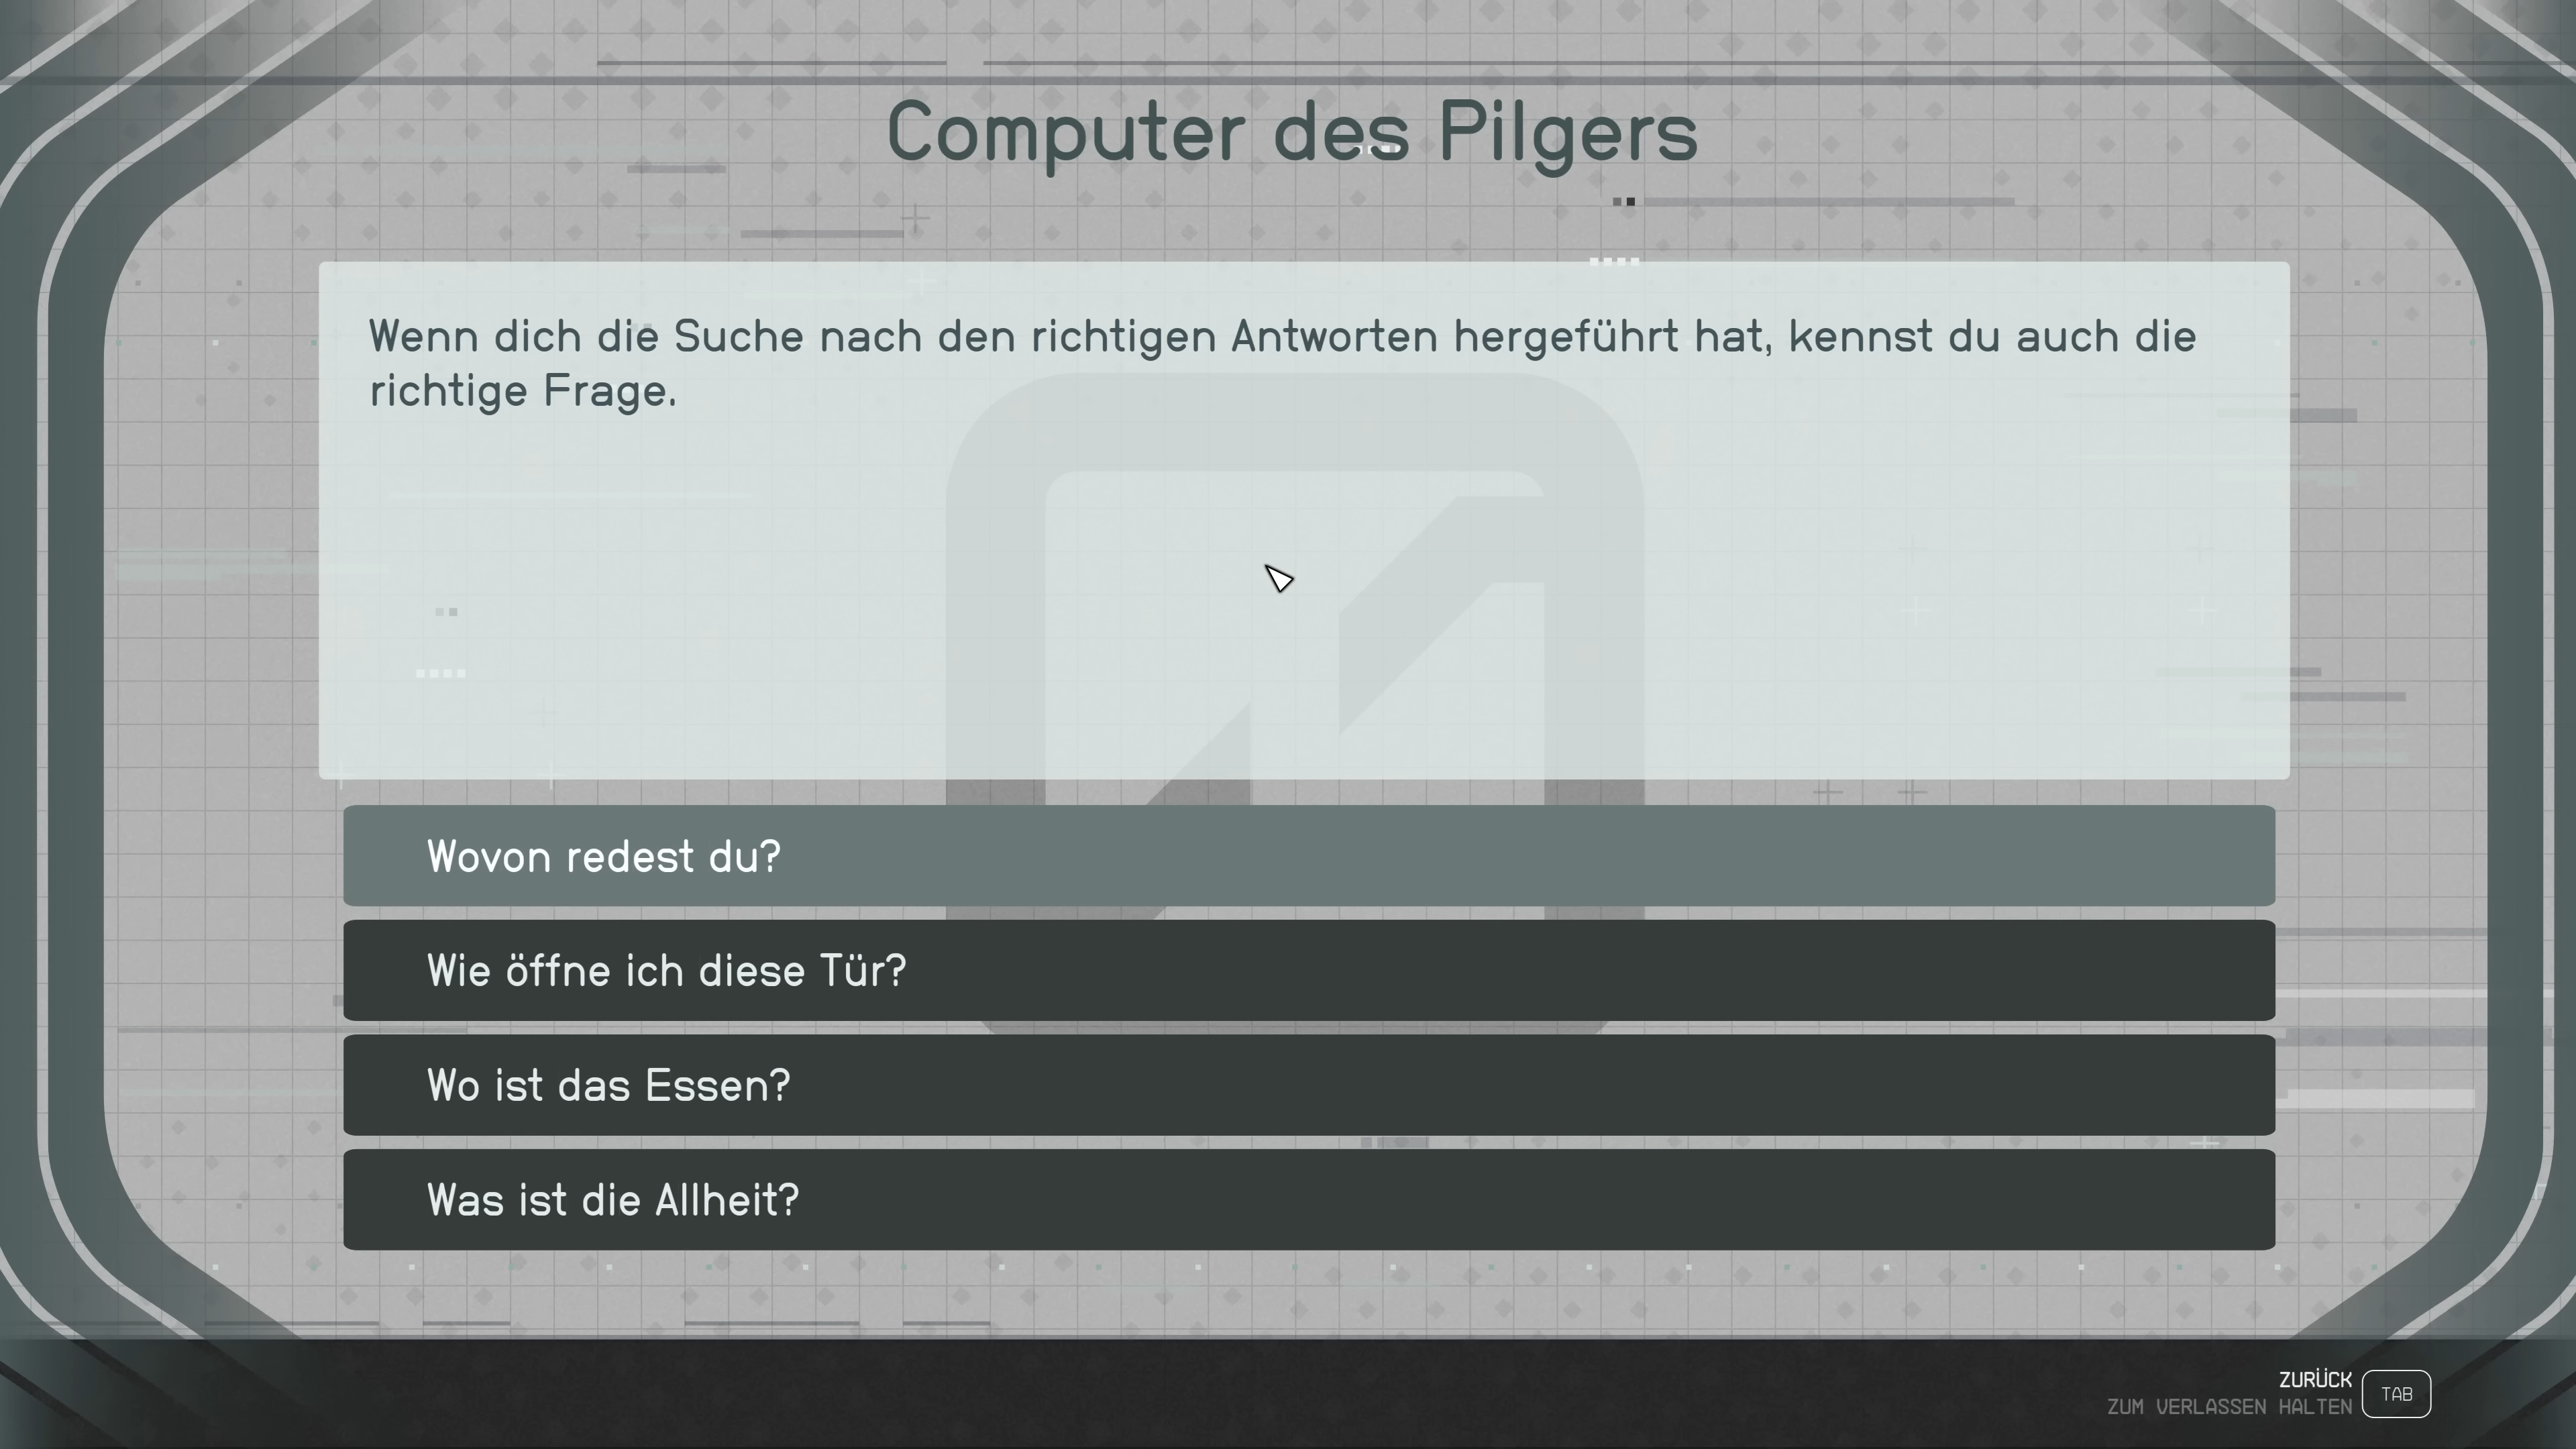 Computer des Pilgers
Wenn dich die Suche nach den richtigen Antworten hergeführt hat, kennst du auch die
richtige Frage.
Wovon redest du?
Wie öffne ich diese Tür?
Wo ist das Essen?
Was ist die Allheit?
ZURÜCK
ZUM VERLASSEN HALTEN
TAB